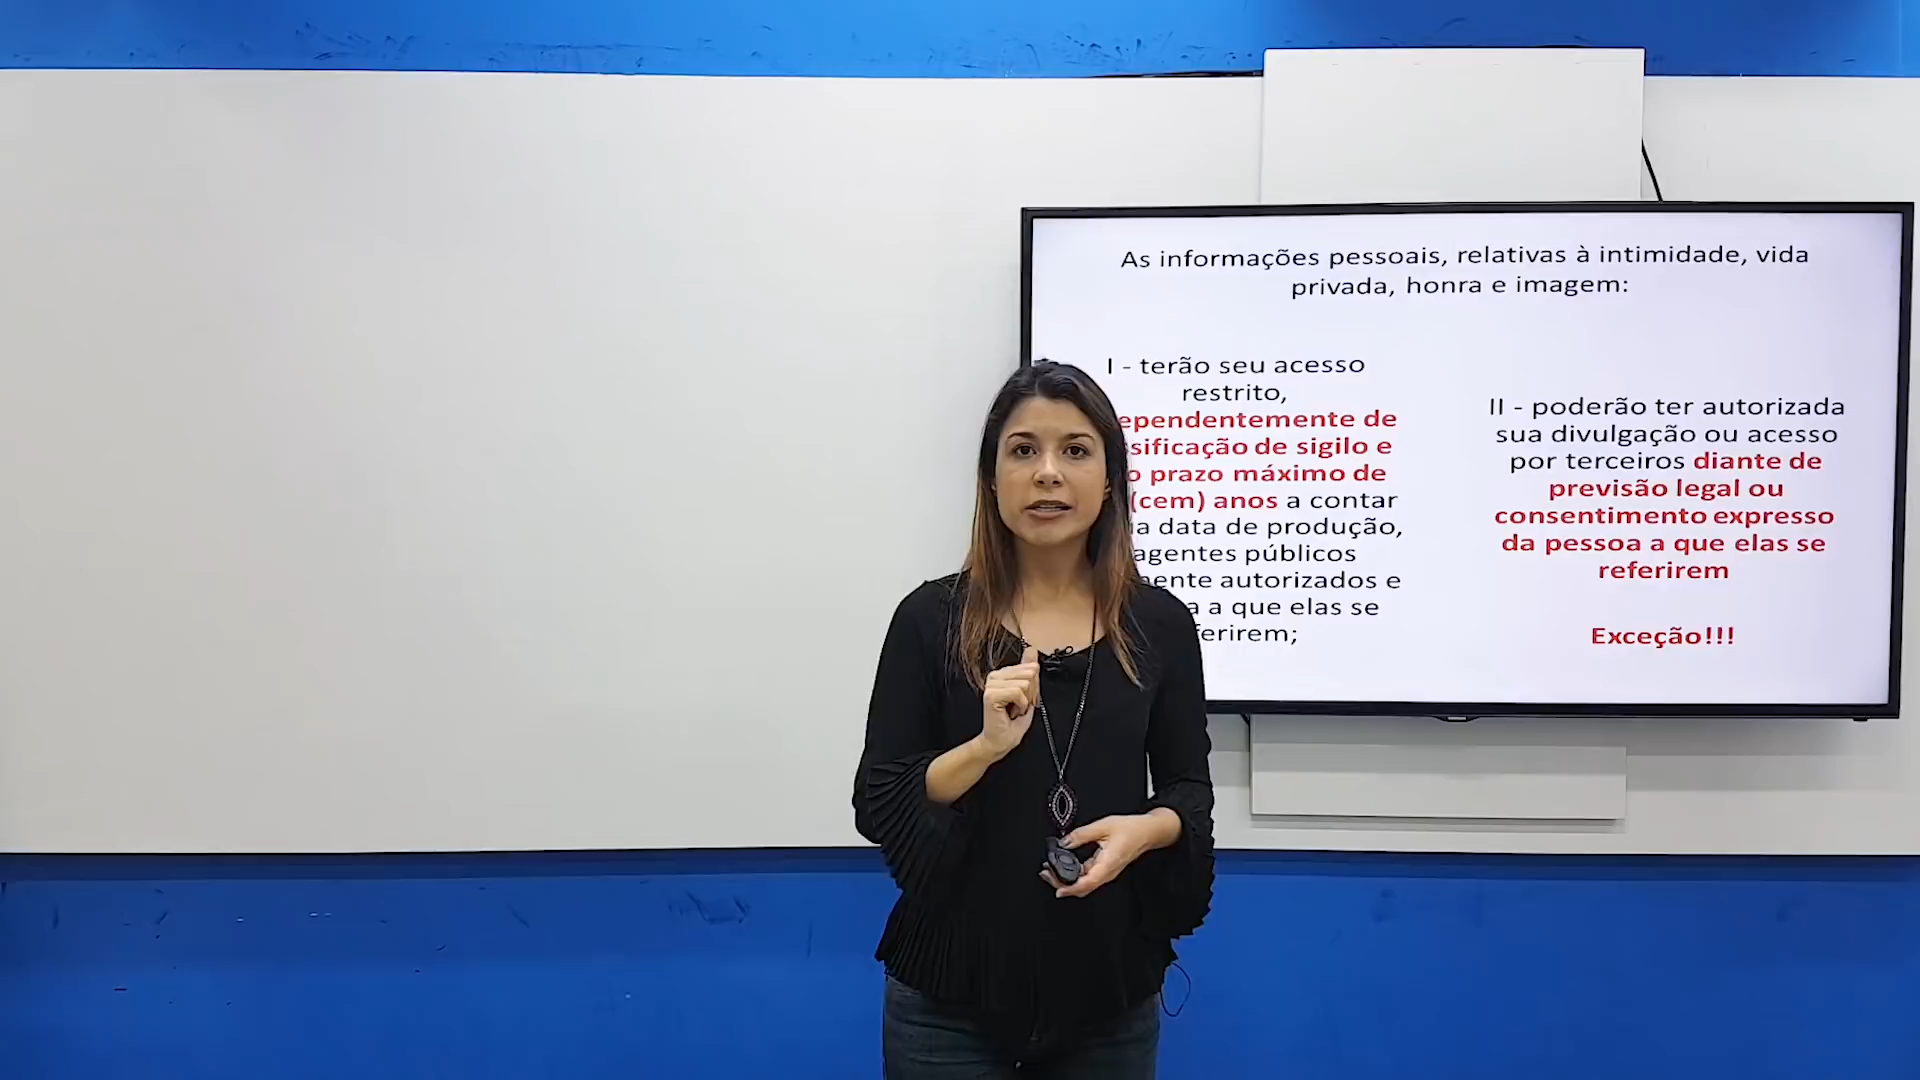 As informações pessoais, relativas à intimidade, vida
privada, honra e imagem:
I - terão seu acesso
restrito,
ependentemente de
sificação de sigilo e
o prazo máximo de
(cem) anos a contar
a data de produção,
agentes públicos
mente autorizados e
a a que elas se
ferirem;
II - poderão ter autorizada
sua divulgação ou acesso
por terceiros diante de
previsão legal ou
consentimento expresso
da pessoa a que elas se
referirem
Exceção!!!